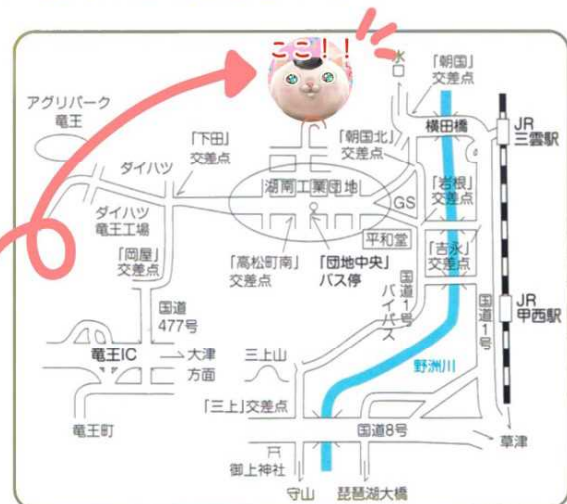 ここ!!
水口
「朝国」
交差点
アグリパーク
竜王
「下田」
交差点
「朝国北」
交差点
横田橋
JR
三雲駅
ダイハツ
湖南工業団地
「岩根」
交差点
GS
ダイハツ
竜王工場
平和堂
「岡屋」
交差点
「高松町南」
交差点
「団地中央」
バス停
「吉永」
交差点
国道1号
バイパス
国道1号
国道
477号
JR
甲西駅
竜王IC
大津
方面
三上山
野洲川
「三上」交差点
竜王町
国道8号
草津
御上神社
守山
琵琶湖大橋